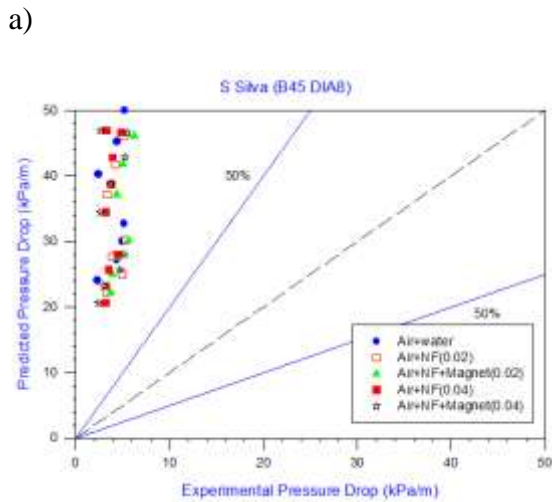 a)
S Silva (B45 DIA8)
50
50%
40
30
20
50%
10
0
Predicted Pressure Drop (kPa/m)
Air+water
Air+NF(0.02)
Air+NF+Magnet(0.02)
Air+NF(0.04)
Air+NF+Magnet(0.04)
0 10 20 30 40 50
Experimental Pressure Drop (kPa/m)